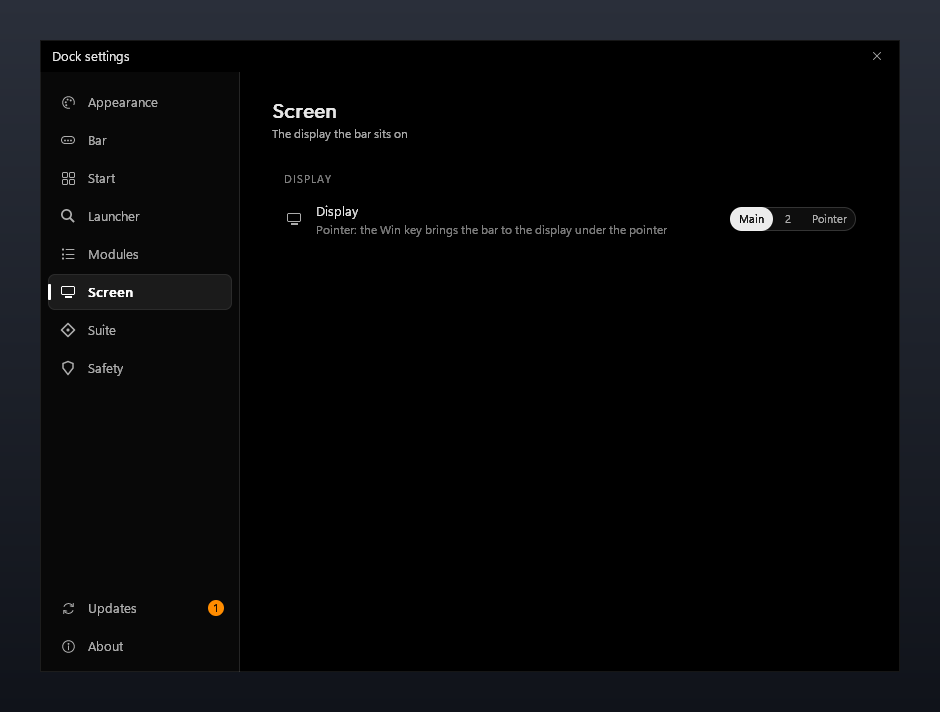 Dock settings
Appearance
Bar
Start
Launcher
Modules
Screen
Suite
Safety
Updates
1
About
Screen
The display the bar sits on
DISPLAY
Display
Pointer: the Win key brings the bar to the display under the pointer
Main 2 Pointer